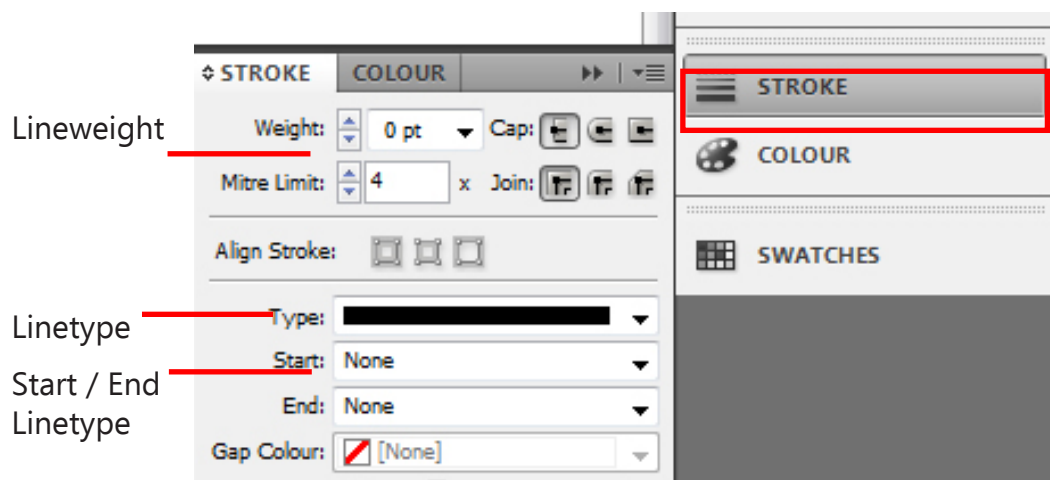 STROKE COLOUR
Lineweight
Weight: 0 pt Cap:
Mitre Limit: 4 x Join:
Align Stroke:
Linetype
Type:
Start / End
Linetype
Start: None
End: None
Gap Colour: [None]
STROKE
COLOUR
SWATCHES